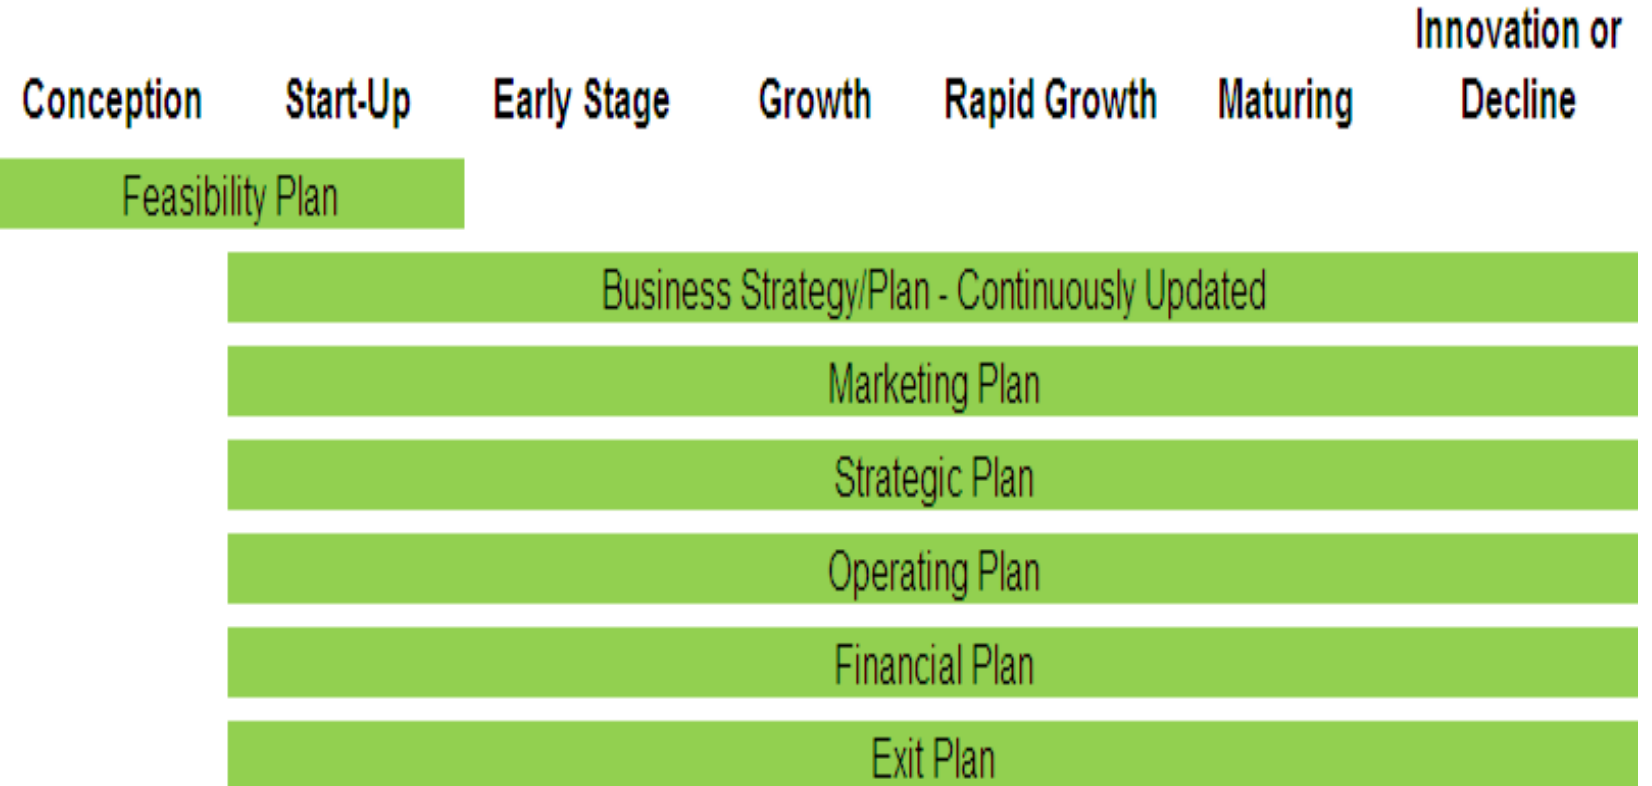 Conception
Start-Up
Early Stage
Growth
Rapid Growth
Maturing
Innovation or
Decline
Feasibility Plan
Business Strategy/Plan - Continuously Updated
Marketing Plan
Strategic Plan
Operating Plan
Financial Plan
Exit Plan